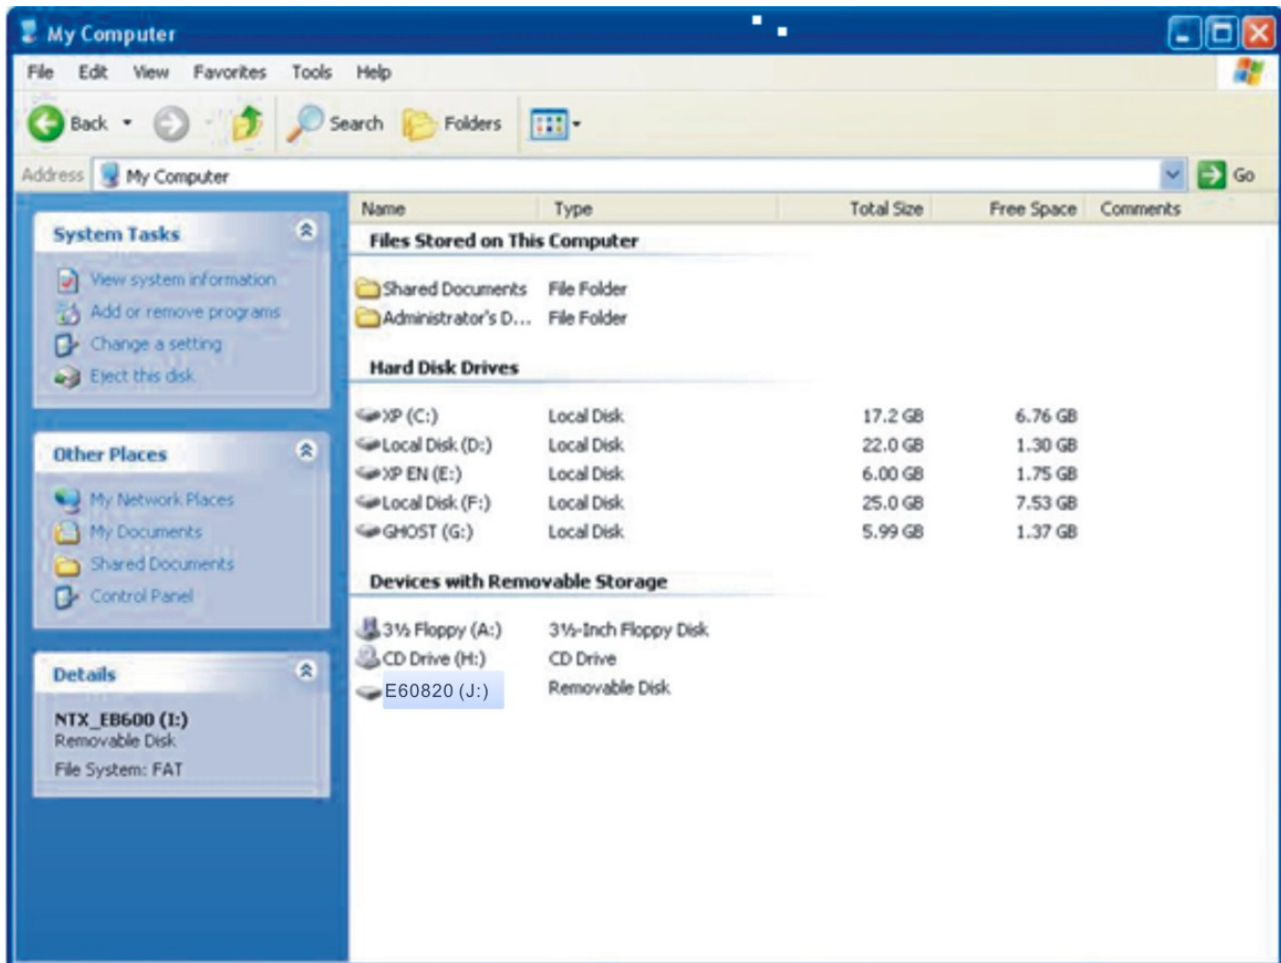 My Computer
File Edit View Favorites Tools Help
Back Search Folders
Address My Computer Go
System Tasks
View system information
Add or remove programs
Change a setting
Eject this disk
Other Places
My Network Places
My Documents
Shared Documents
Control Panel
Details
NTX_EB600 (I:)
Removable Disk
File System: FAT
Name Type Total Size Free Space Comments
Files Stored on This Computer
Shared Documents File Folder
Administrator's D... File Folder
Hard Disk Drives
XP (C:) Local Disk 17.2 GB 6.76 GB
Local Disk (D:) Local Disk 22.0 GB 1.30 GB
XP EN (E:) Local Disk 6.00 GB 1.75 GB
Local Disk (F:) Local Disk 25.0 GB 7.53 GB
GHOST (G:) Local Disk 5.99 GB 1.37 GB
Devices with Removable Storage
3½ Floppy (A:) 3½-Inch Floppy Disk
CD Drive (H:) CD Drive
E60820 (J:) Removable Disk